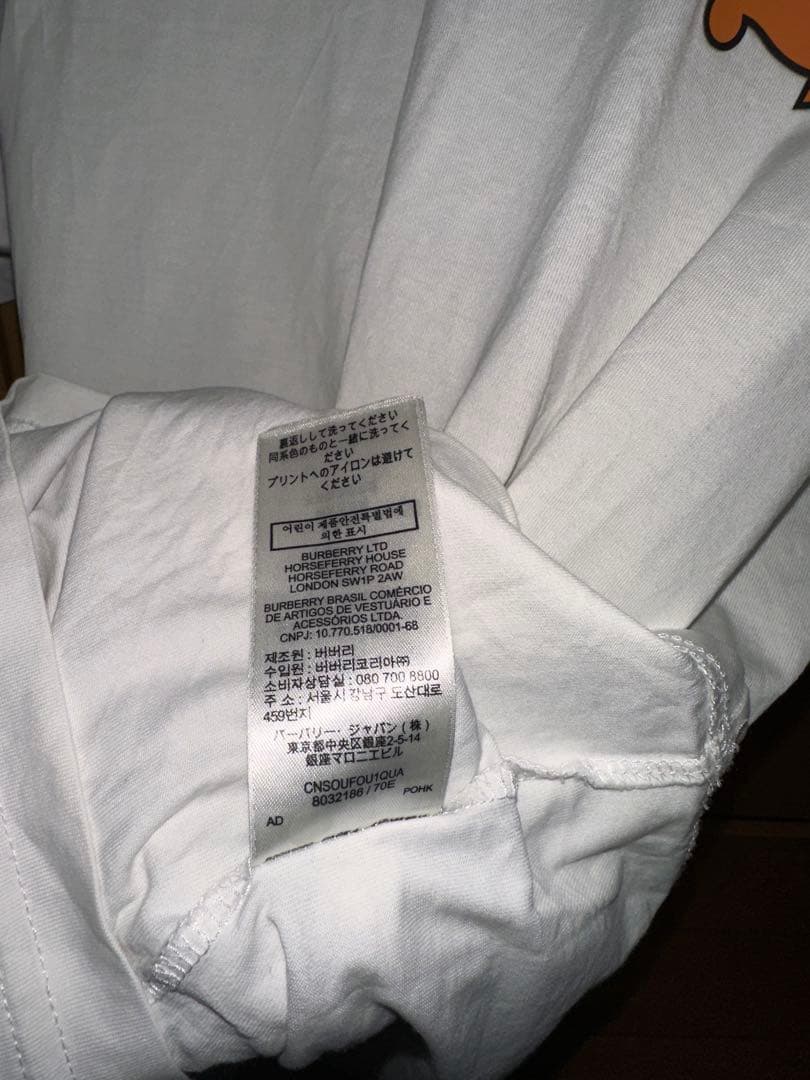 裏返しして洗ってください
同系色のものと一緒に洗ってく
ださい
プリントへのアイロンは避けて
ください
어린이 제품안전특별법에
의한 표시
BURBERRY LTD
HORSEFERRY HOUSE
HORSEFERRY ROAD
LONDON SW1P 2AW
BURBERRY BRASIL COMÉRCIO
DE ARTIGOS DE VESTUÁRIO E
ACESSÓRIOS LTDA.
CNPJ: 10.770.518/0001-68
제조원 : 버버리
수입원 : 버버리코리아㈜
소비자상담실 : 080 700 8800
주 소 : 서울시 강남구 도산대로
459번지
バーバリー・ジャパン(株)
東京都中央区銀座2-5-14
銀座マロニエビル
CNSOUFOU1QUA
8032186 / 70E
POHK
AD